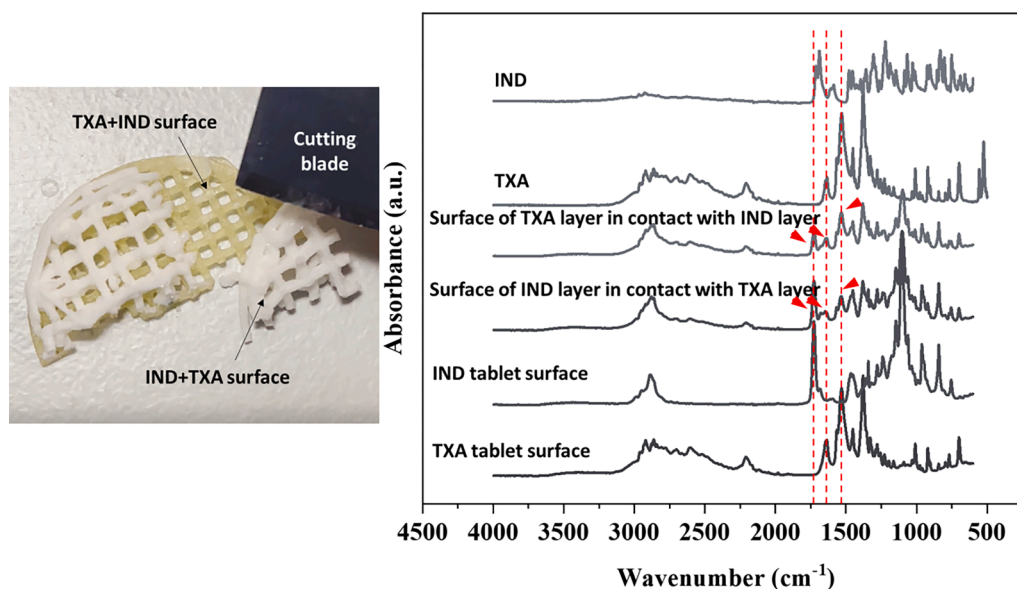 TXA+IND surface
Cutting
blade
IND+TXA surface
Absorbance (a.u.)
IND
TXA
Surface of TXA layer in contact with IND layer
Surface of IND layer in contact with TXA layer
IND tablet surface
TXA tablet surface
4500 4000 3500 3000 2500 2000 1500 1000 500
Wavenumber (cm⁻¹)